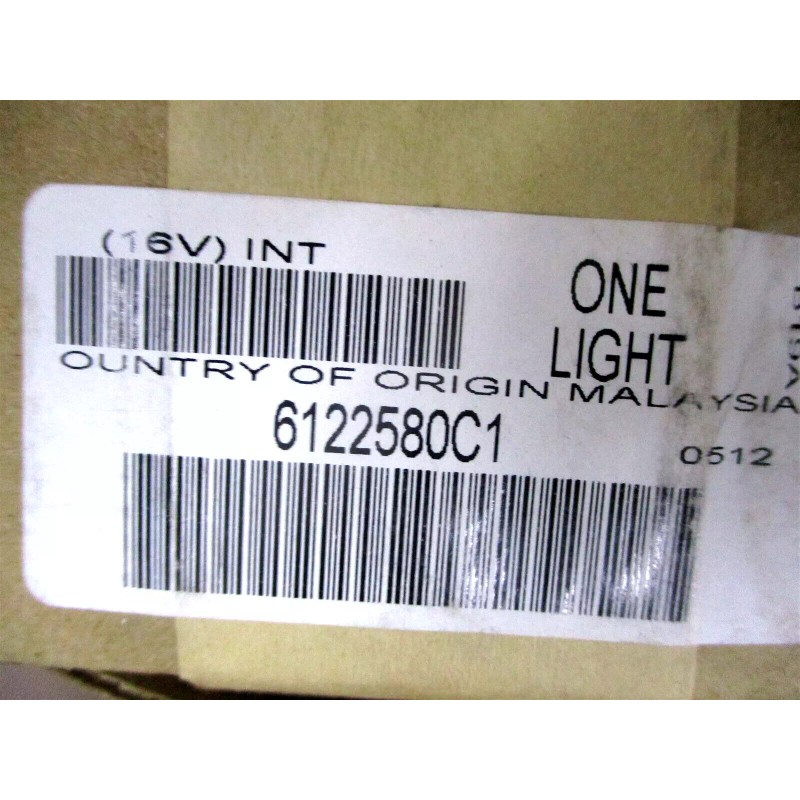 (16V) INT
ONE
LIGHT
OUNTRY OF ORIGIN MALAYSIA
6122580C1
0512